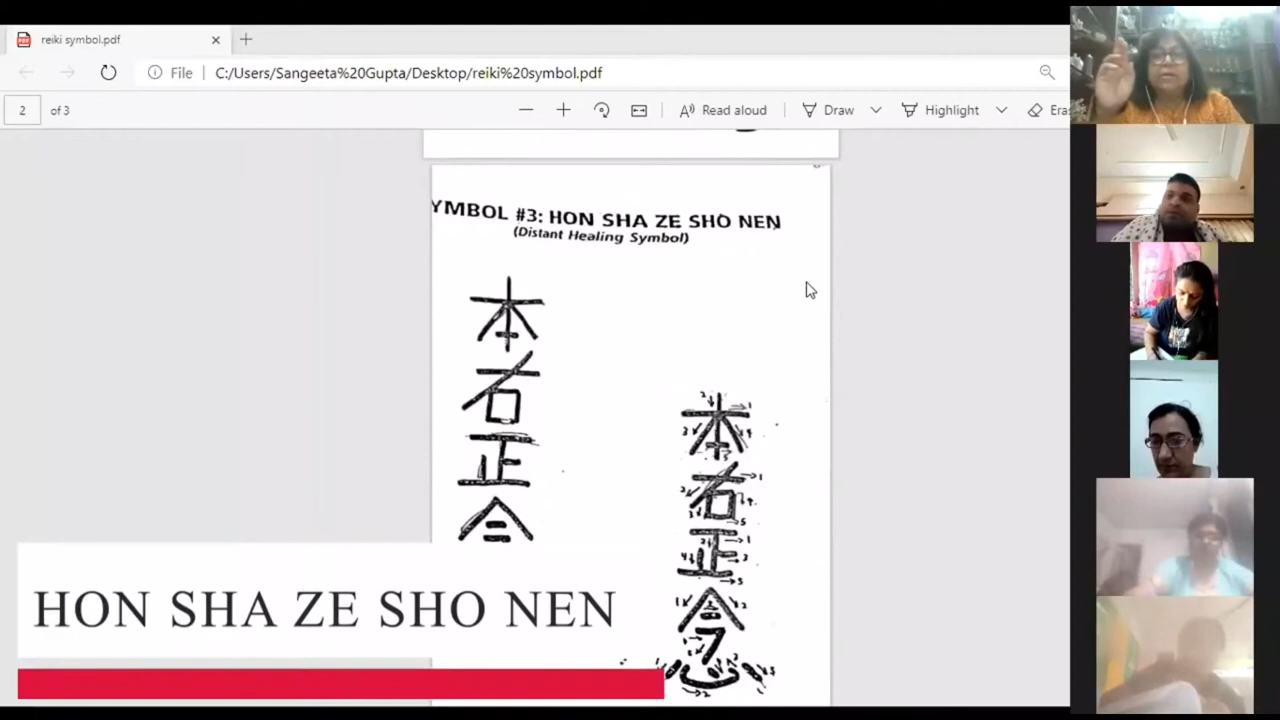 reiki symbol.pdf
File C:/Users/Sangeeta%20Gupta/Desktop/reiki%20symbol.pdf
2 of 3 Read aloud Draw Highlight Era
YMBOL #3: HON SHA ZE SHO NEN
(Distant Healing Symbol)
本
右
正
本
右
正
念
HON SHA ZE SHO NEN